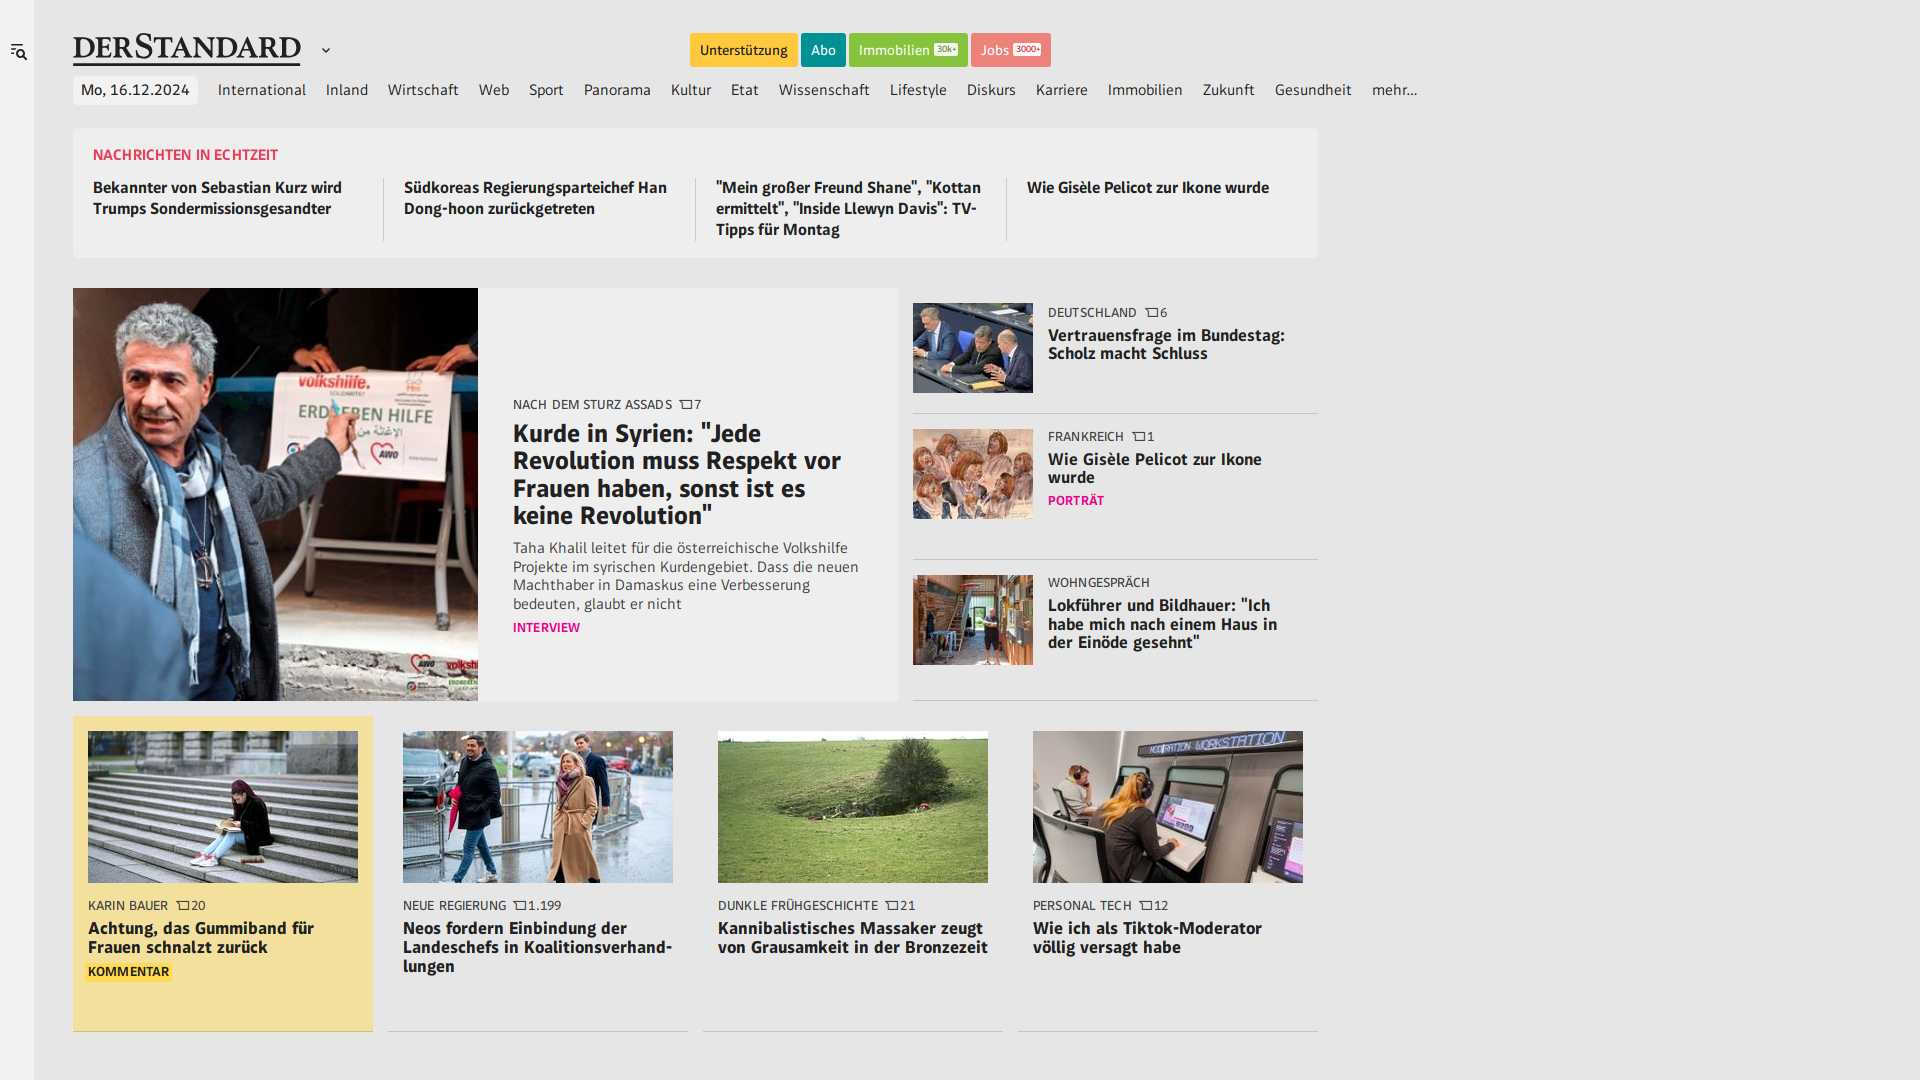 DERSTANDARD
Unterstützung
Abo
Immobilien 30k+
Jobs 3000+
Mo, 16.12.2024
International
Inland
Wirtschaft
Web
Sport
Panorama
Kultur
Etat
Wissenschaft
Lifestyle
Diskurs
Karriere
Immobilien
Zukunft
Gesundheit
mehr...
NACHRICHTEN IN ECHTZEIT
Bekannter von Sebastian Kurz wird
Trumps Sondermissionsgesandter
Südkoreas Regierungsparteichef Han
Dong-hoon zurückgetreten
"Mein großer Freund Shane", "Kottan
ermittelt", "Inside Llewyn Davis": TV-
Tipps für Montag
Wie Gisèle Pelicot zur Ikone wurde
volkshilfe.
SOLIDARITÄT
ERDBEBEN HILFE
AWO
International
AWO
NACH DEM STURZ ASSADS 7
Kurde in Syrien: "Jede
Revolution muss Respekt vor
Frauen haben, sonst ist es
keine Revolution"
Taha Khalil leitet für die österreichische Volkshilfe
Projekte im syrischen Kurdengebiet. Dass die neuen
Machthaber in Damaskus eine Verbesserung
bedeuten, glaubt er nicht
INTERVIEW
DEUTSCHLAND 6
Vertrauensfrage im Bundestag:
Scholz macht Schluss
FRANKREICH 1
Wie Gisèle Pelicot zur Ikone
wurde
PORTRÄT
WOHNGESPRÄCH
Lokführer und Bildhauer: "Ich
habe mich nach einem Haus in
der Einöde gesehnt"
KARIN BAUER 20
Achtung, das Gummiband für
Frauen schnalzt zurück
KOMMENTAR
NEUE REGIERUNG 1.199
Neos fordern Einbindung der
Landeschefs in Koalitionsverhand-
lungen
DUNKLE FRÜHGESCHICHTE 21
Kannibalistisches Massaker zeugt
von Grausamkeit in der Bronzezeit
MODERATION WORKSTATION
PERSONAL TECH 12
Wie ich als Tiktok-Moderator
völlig versagt habe